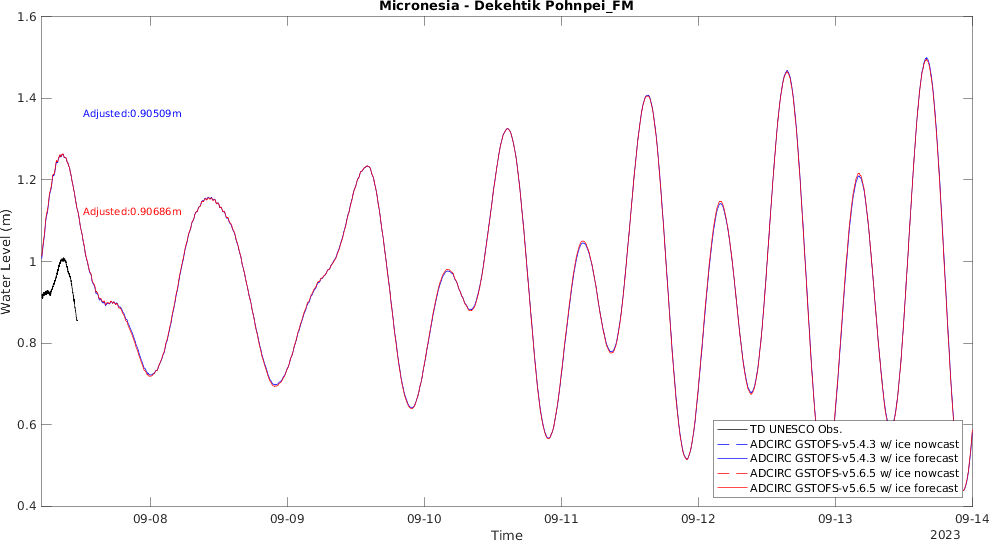 Micronesia - Dekehtik Pohnpei_FM
1.6
1.4
1.2
1
0.8
0.6
0.4
Water Level (m)
Adjusted:0.90509m
Adjusted:0.90686m
TD UNESCO Obs.
ADCIRC GSTOFS-v5.4.3 w/ ice nowcast
ADCIRC GSTOFS-v5.4.3 w/ ice forecast
ADCIRC GSTOFS-v5.6.5 w/ ice nowcast
ADCIRC GSTOFS-v5.6.5 w/ ice forecast
09-08
09-09
09-10
09-11
09-12
09-13
09-14
Time
2023